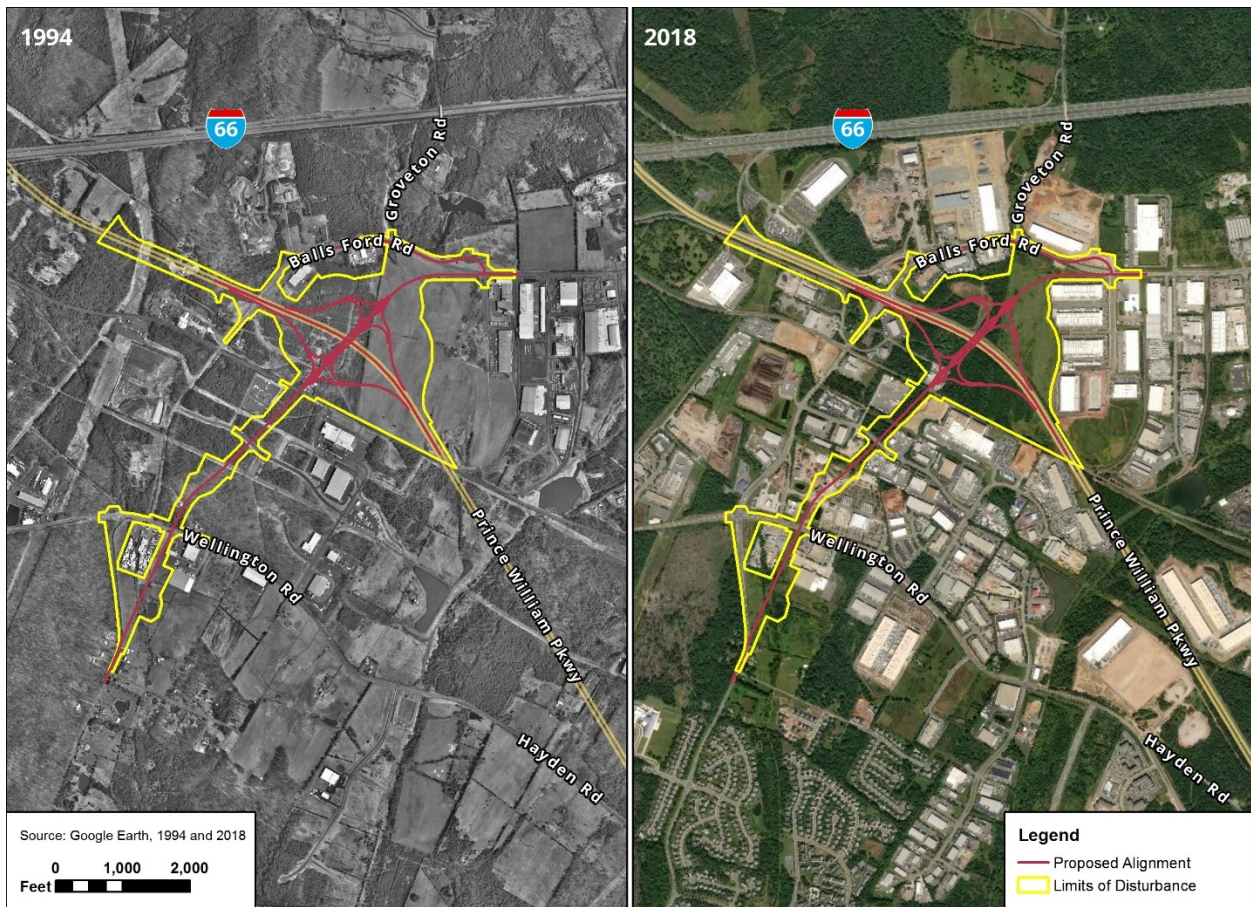 1994
66
Groveton Rd
Balls Ford Rd
Wellington Rd
Prince William Pkwy
Hayden Rd
Source: Google Earth, 1994 and 2018
0 1,000 2,000
Feet
2018
66
Groveton Rd
Balls Ford Rd
Wellington Rd
Prince William Pkwy
Hayden Rd
Legend
Proposed Alignment
Limits of Disturbance